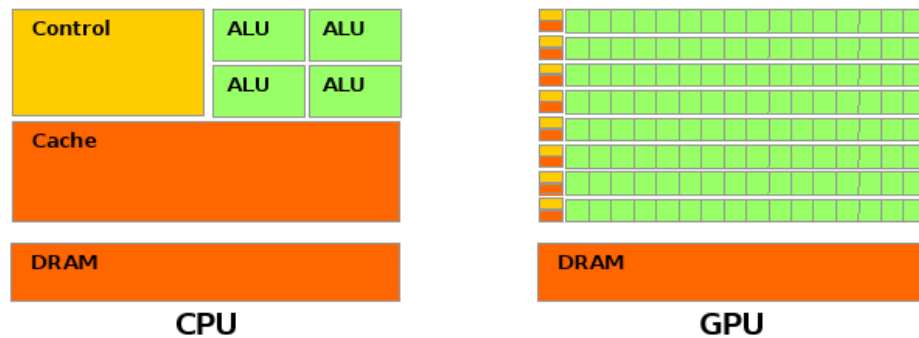 Control
ALU ALU
ALU ALU
Cache
DRAM
CPU
DRAM
GPU